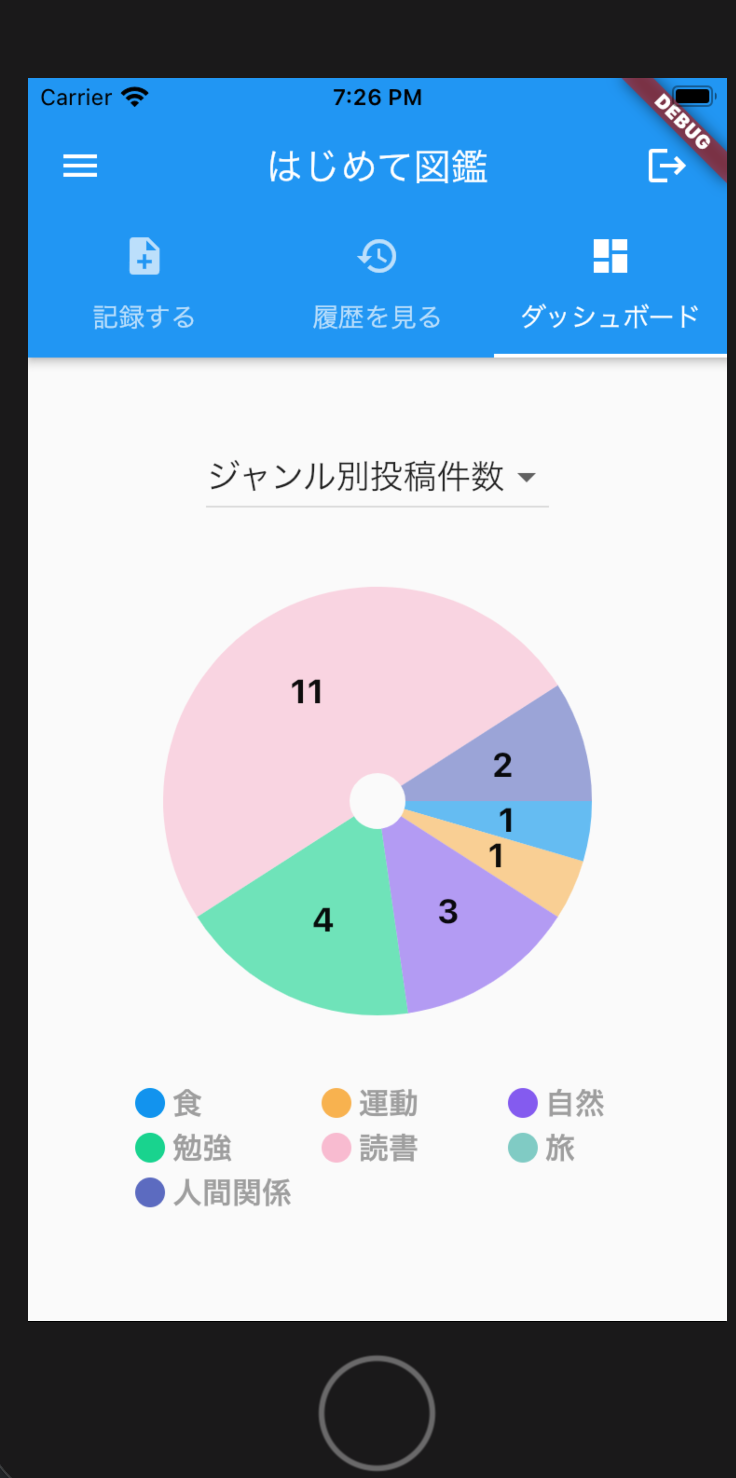 Carrier
7:26 PM
DEBUG
はじめて図鑑
記録する
履歴を見る
ダッシュボード
ジャンル別投稿件数
11
2
1
1
3
4
食
運動
自然
勉強
読書
旅
人間関係